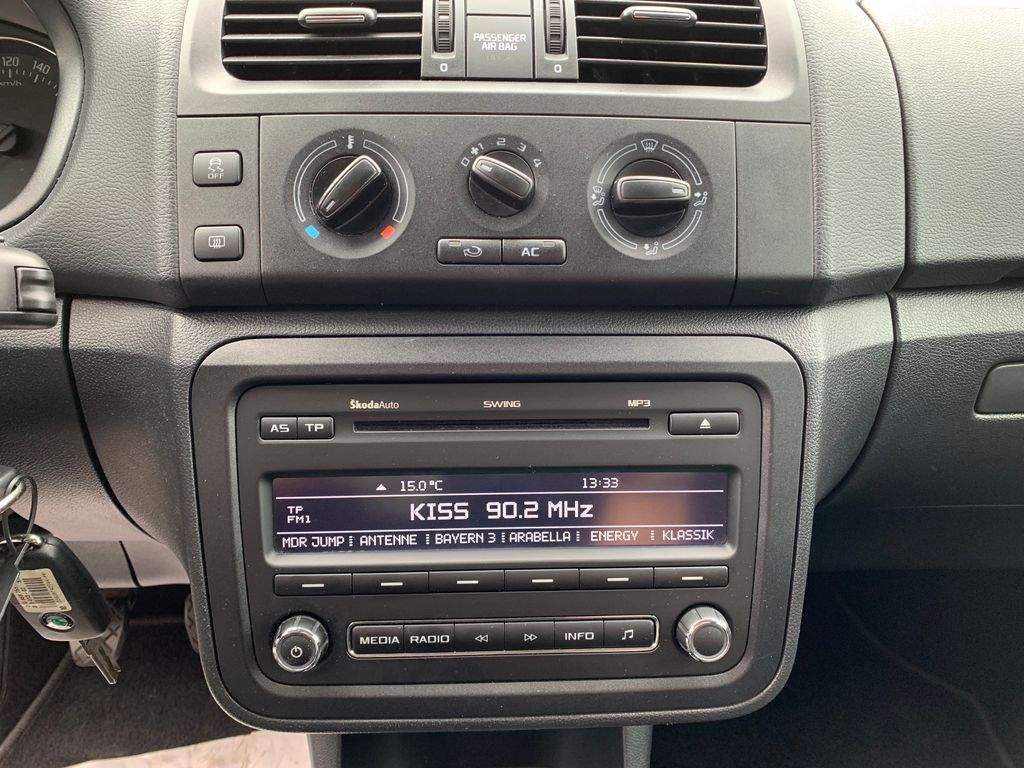 120 140
km/h
PASSENGER
AIR BAG
0 0
OFF
0 1 2 3 4
AC
ŠkodaAuto SWING MP3
AS TP
15.0°C 13:33
TP
FM1
KISS 90.2 MHz
MDR JUMP ANTENNE BAYERN 3 ARABELLA ENERGY KLASSIK
MEDIA RADIO INFO